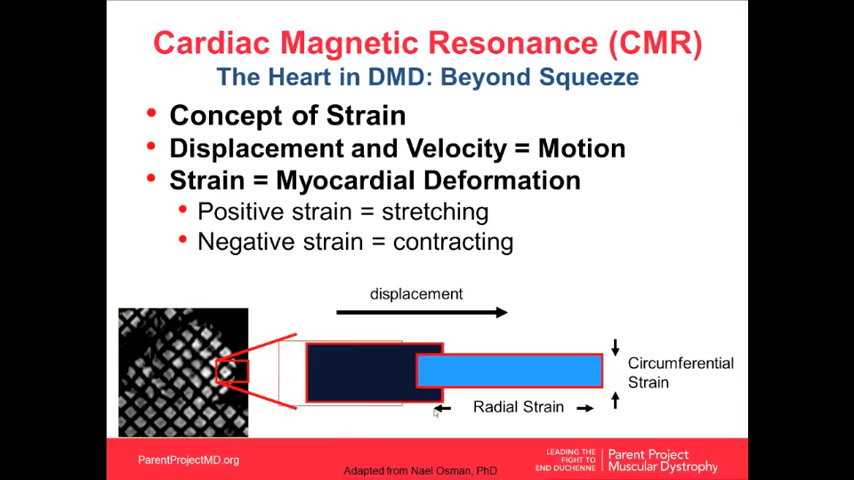 Cardiac Magnetic Resonance (CMR)
The Heart in DMD: Beyond Squeeze
• Concept of Strain
• Displacement and Velocity = Motion
• Strain = Myocardial Deformation
• Positive strain = stretching
• Negative strain = contracting
displacement
Circumferential
Strain
Radial Strain
ParentProjectMD.org
Adapted from Nael Osman, PhD
LEADING THE
FIGHT TO
END DUCHENNE
Parent Project
Muscular Dystrophy